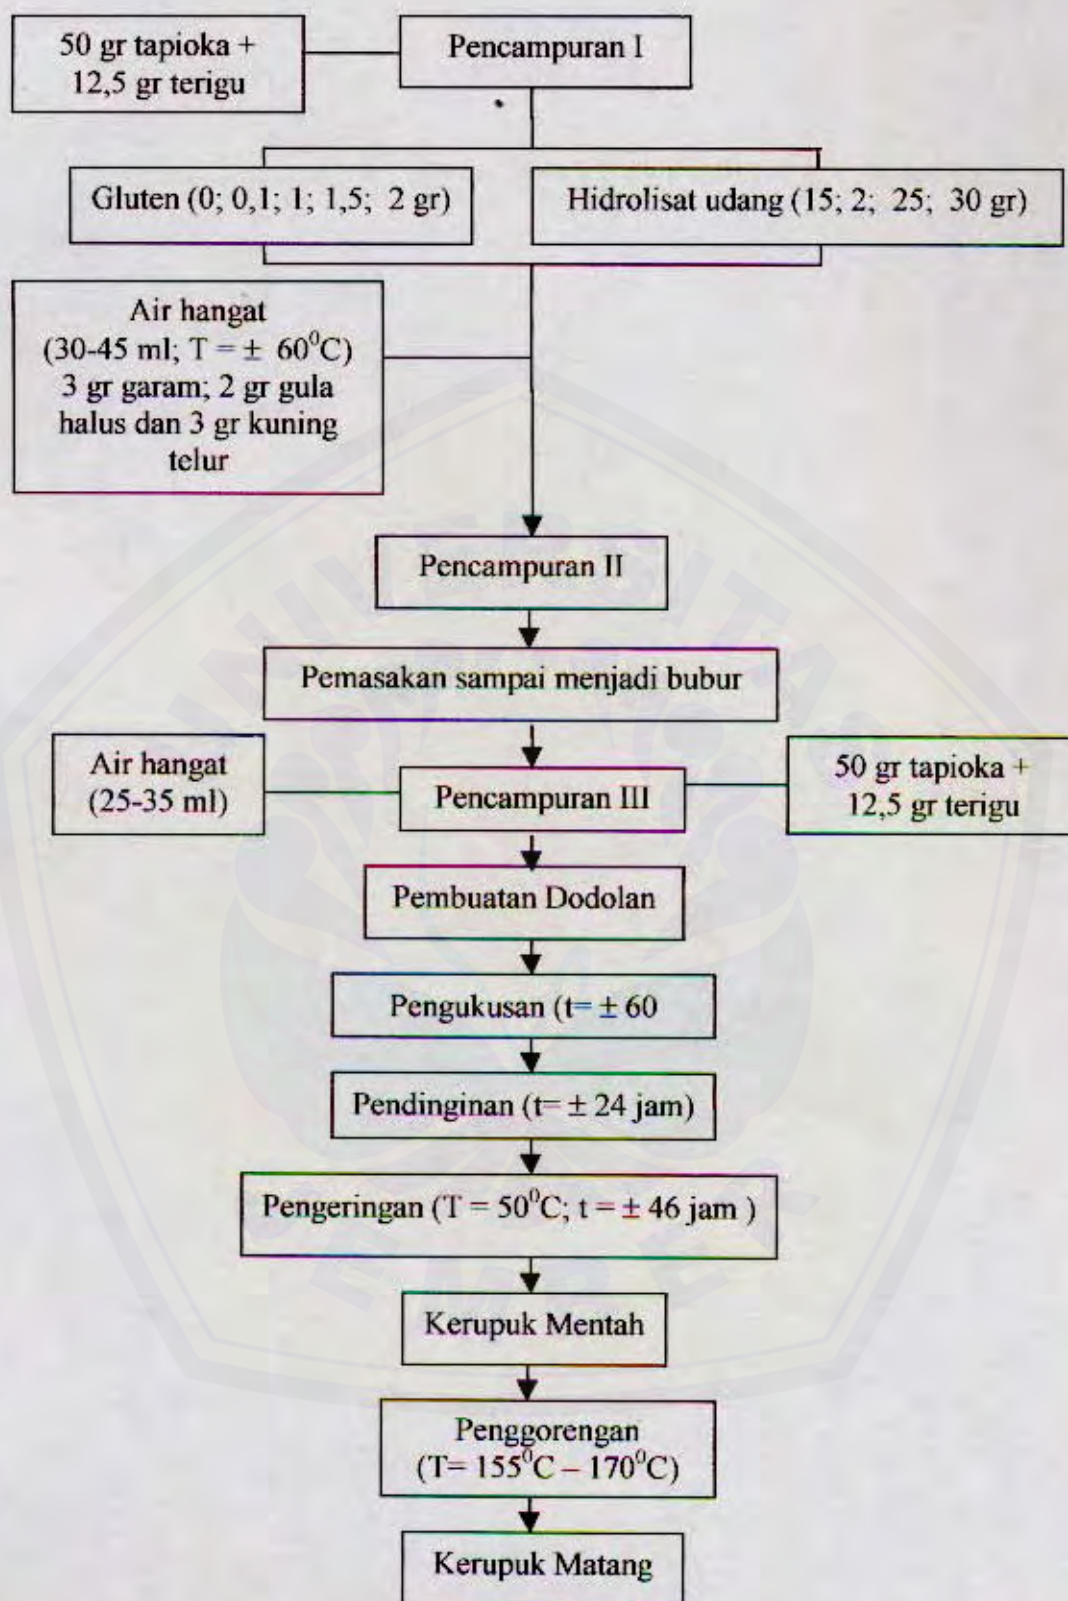 50 gr tapioka +
12,5 gr terigu
Pencampuran I
Gluten (0; 0,1; 1; 1,5; 2 gr)
Hidrolisat udang (15; 2; 25; 30 gr)
Air hangat
(30-45 ml; T = ± 60⁰C)
3 gr garam; 2 gr gula
halus dan 3 gr kuning
telur
Pencampuran II
Pemasakan sampai menjadi bubur
Air hangat
(25-35 ml)
Pencampuran III
50 gr tapioka +
12,5 gr terigu
Pembuatan Dodolan
Pengukusan (t= ± 60
Pendinginan (t= ± 24 jam)
Pengeringan (T = 50⁰C; t = ± 46 jam )
Kerupuk Mentah
Penggorengan
(T= 155⁰C – 170⁰C)
Kerupuk Matang
UNIVERSITAS
JEMBER